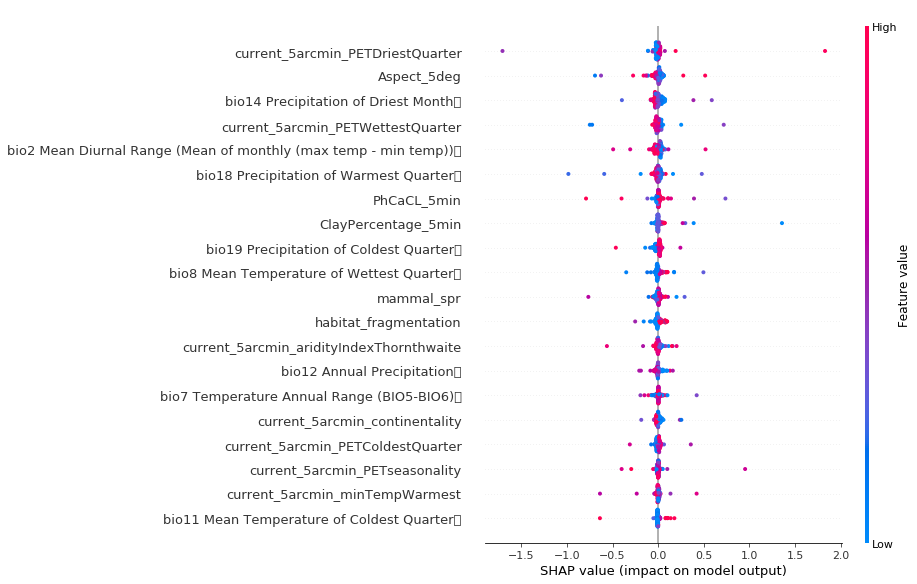 High
current_5arcmin_PETDriestQuarter
Aspect_5deg
bio14 Precipitation of Driest Month▯
current_5arcmin_PETWettestQuarter
bio2 Mean Diurnal Range (Mean of monthly (max temp - min temp))▯
bio18 Precipitation of Warmest Quarter▯
PhCaCL_5min
ClayPercentage_5min
bio19 Precipitation of Coldest Quarter▯
bio8 Mean Temperature of Wettest Quarter▯
mammal_spr
habitat_fragmentation
current_5arcmin_aridityIndexThornthwaite
bio12 Annual Precipitation▯
bio7 Temperature Annual Range (BIO5-BIO6)▯
current_5arcmin_continentality
current_5arcmin_PETColdestQuarter
current_5arcmin_PETseasonality
current_5arcmin_minTempWarmest
bio11 Mean Temperature of Coldest Quarter▯
Feature value
Low
−1.5 −1.0 −0.5 0.0 0.5 1.0 1.5 2.0
SHAP value (impact on model output)